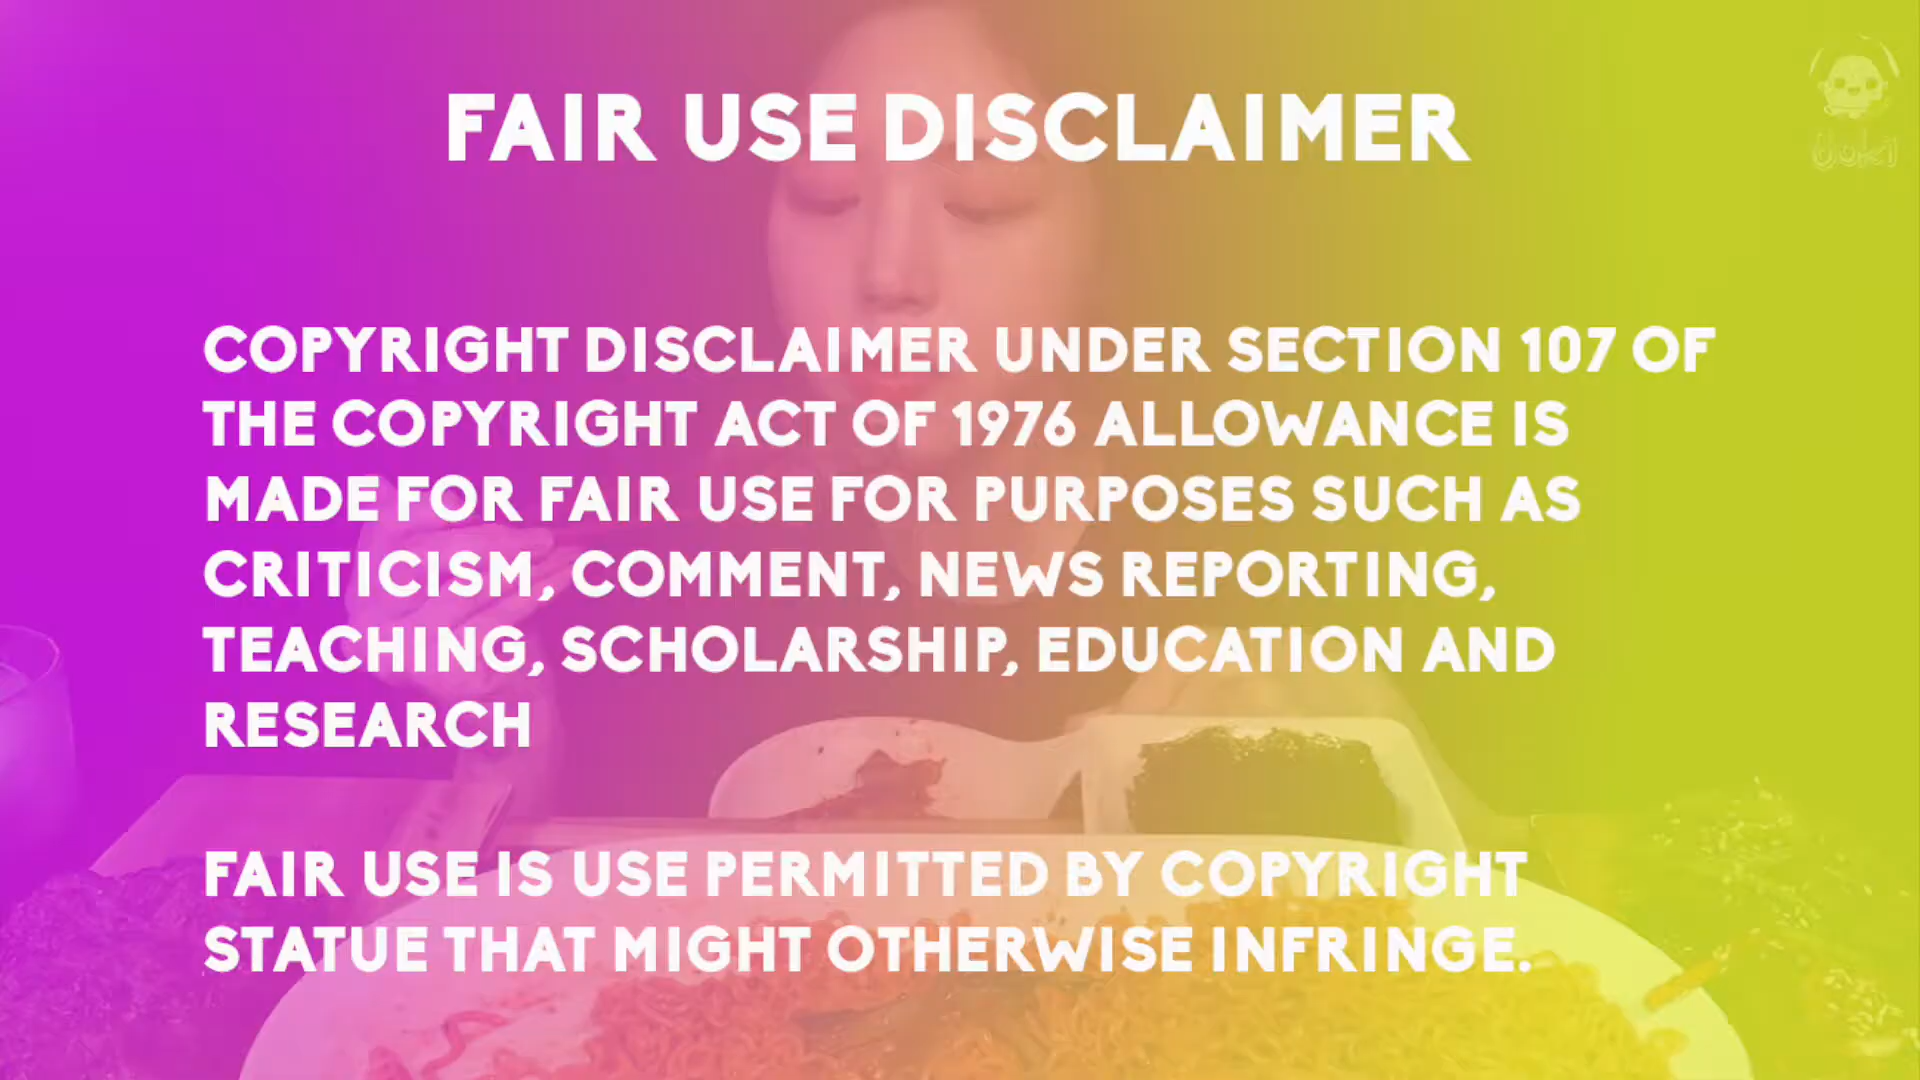 FAIR USE DISCLAIMER
COPYRIGHT DISCLAIMER UNDER SECTION 107 OF
THE COPYRIGHT ACT OF 1976 ALLOWANCE IS
MADE FOR FAIR USE FOR PURPOSES SUCH AS
CRITICISM, COMMENT, NEWS REPORTING,
TEACHING, SCHOLARSHIP, EDUCATION AND
RESEARCH
FAIR USE IS USE PERMITTED BY COPYRIGHT
STATUE THAT MIGHT OTHERWISE INFRINGE.